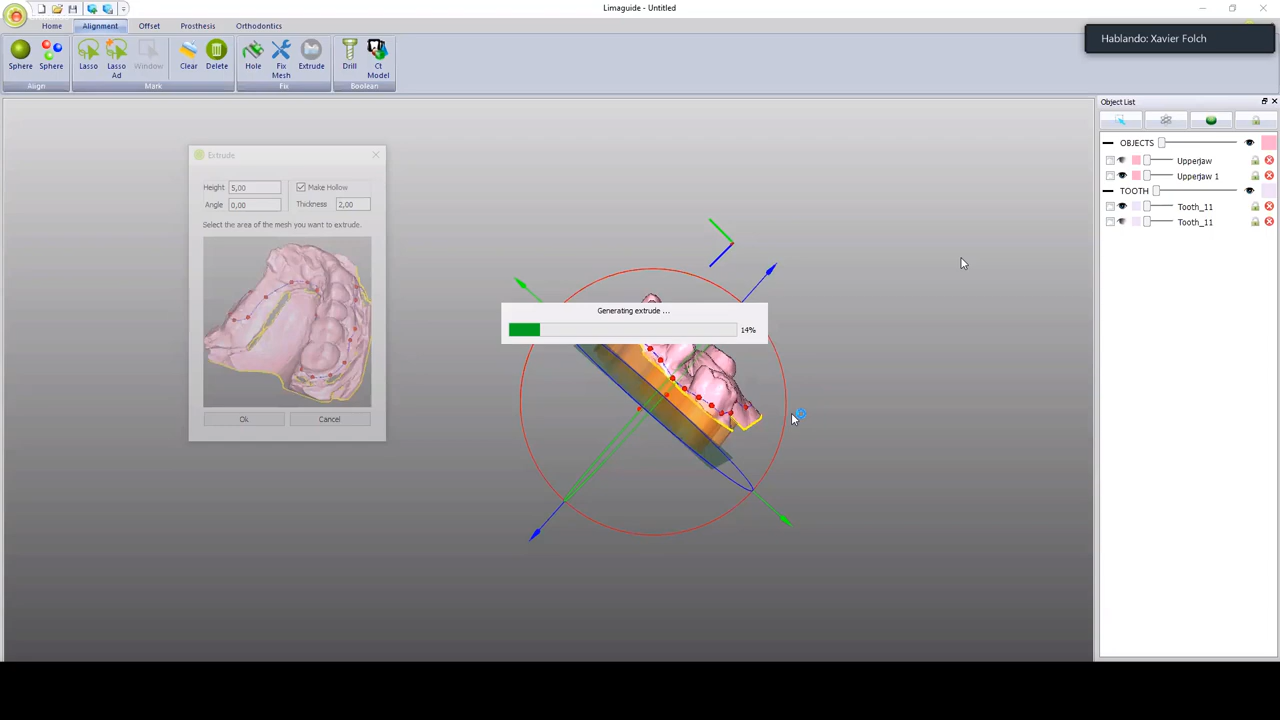 Limaguide - Untitled
Home Alignment Offset Prosthesis Orthodontics
Hablando: Xavier Folch
Sphere Sphere Lasso Lasso Ad Window Clear Delete Hole Fix Mesh Extrude Drill Ct Model
Align Mark Fix Boolean
Object List
OBJECTS
Upperjaw
Upperjaw 1
TOOTH
Tooth_11
Tooth_11
Extrude
Height 5,00 Make Hollow
Angle 0,00 Thickness 2,00
Select the area of the mesh you want to extrude.
Ok Cancel
Generating extrude ...
14%